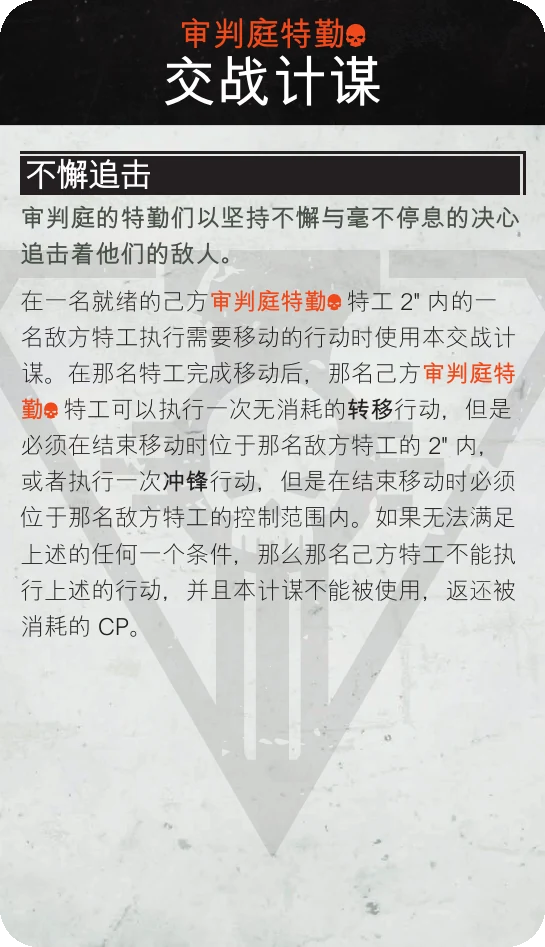 审判庭特勤
交战计谋
不懈追击
审判庭的特勤们以坚持不懈与毫不停息的决心
追击着他们的敌人。
在一名就绪的己方审判庭特勤 特工 2" 内的一
名敌方特工执行需要移动的行动时使用本交战计
谋。在那名特工完成移动后，那名己方审判庭特
勤 特工可以执行一次无消耗的转移行动，但是
必须在结束移动时位于那名敌方特工的 2" 内，
或者执行一次冲锋行动，但是在结束移动时必须
位于那名敌方特工的控制范围内。如果无法满足
上述的任何一个条件，那么那名己方特工不能执
行上述的行动，并且本计谋不能被使用，返还被
消耗的 CP。